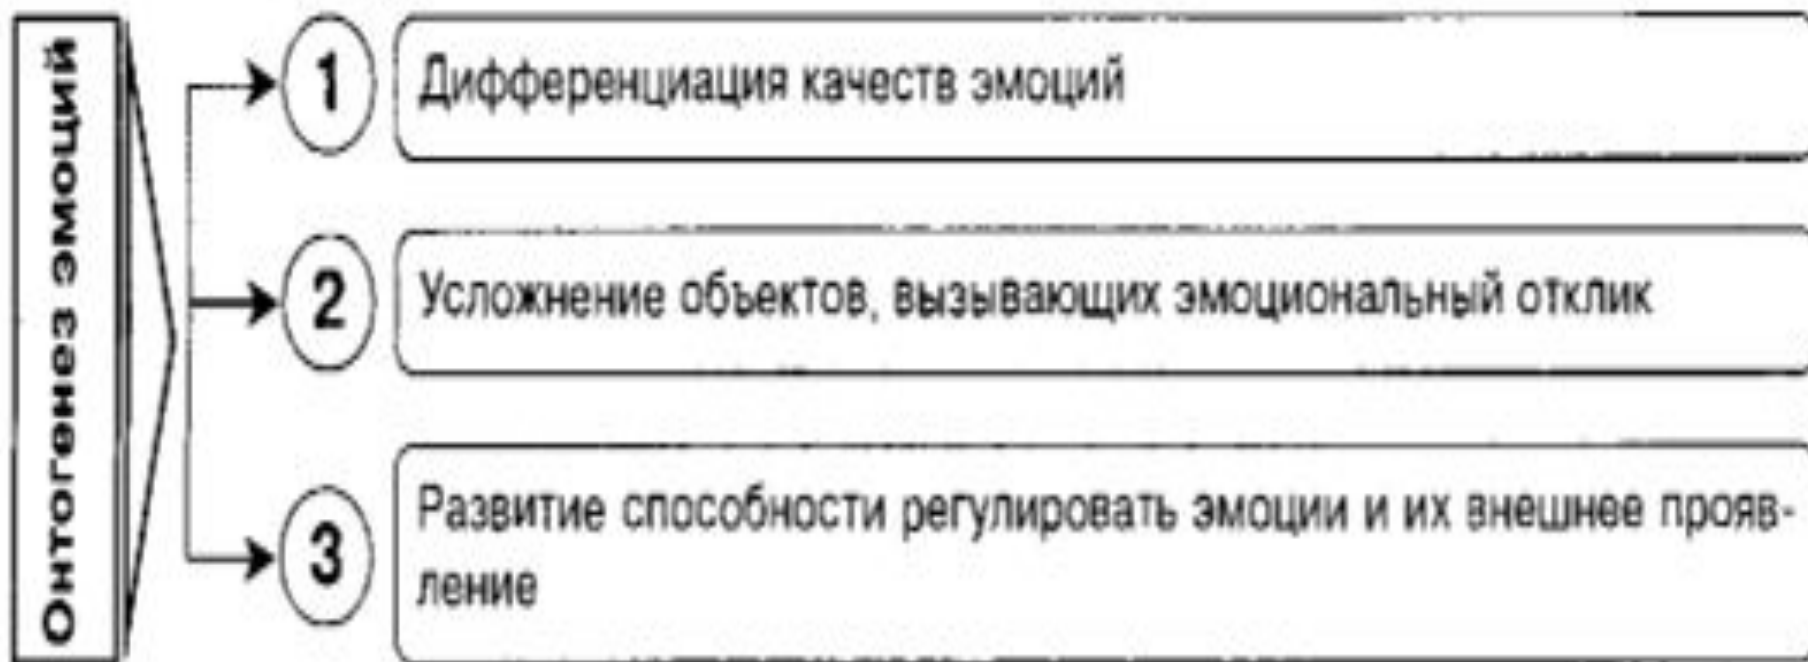 Онтогенез эмоций
1
Дифференциация качеств эмоций
2
Усложнение объектов, вызывающих эмоциональный отклик
3
Развитие способности регулировать эмоции и их внешнее прояв-
ление